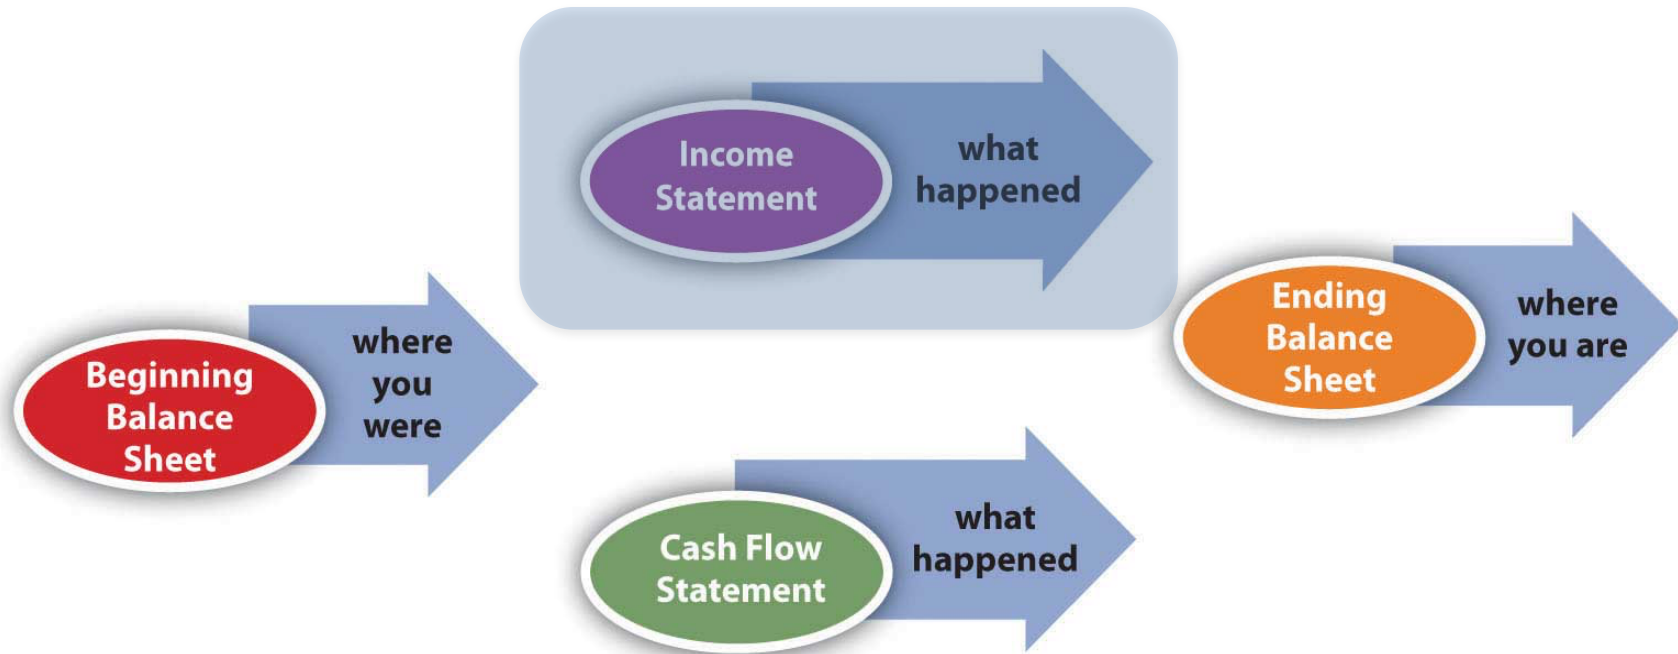 Income
Statement
what
happened
Beginning
Balance
Sheet
where
you
were
Ending
Balance
Sheet
where
you are
Cash Flow
Statement
what
happened